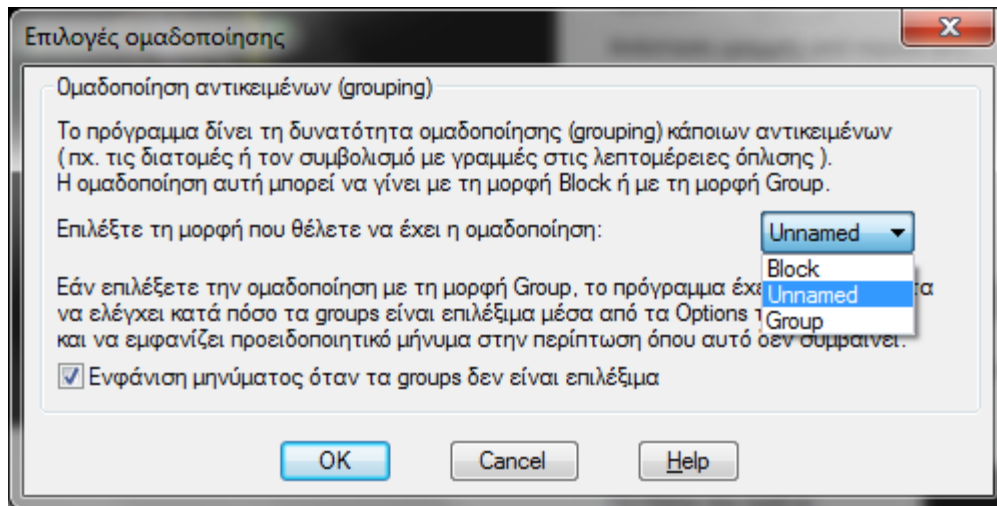 Επιλογές ομαδοποίησης
Ομαδοποίηση αντικειμένων (grouping)
Το πρόγραμμα δίνει τη δυνατότητα ομαδοποίησης (grouping) κάποιων αντικειμένων
( πχ. τις διατομές ή τον συμβολισμό με γραμμές στις λεπτομέρειες όπλισης ).
Η ομαδοποίηση αυτή μπορεί να γίνει με τη μορφή Block ή με τη μορφή Group.
Επιλέξτε τη μορφή που θέλετε να έχει η ομαδοποίηση:
Unnamed
Block
Unnamed
Group
Εάν επιλέξετε την ομαδοποίηση με τη μορφή Group, το πρόγραμμα
να ελέγχει κατά πόσο τα groups είναι επιλέξιμα μέσα από τα Options
και να εμφανίζει προειδοποιητικό μήνυμα στην περίπτωση όπου αυτό δεν συμβαίνει.
Ενφάνιση μηνύματος όταν τα groups δεν είναι επιλέξιμα
OK
Cancel
Help